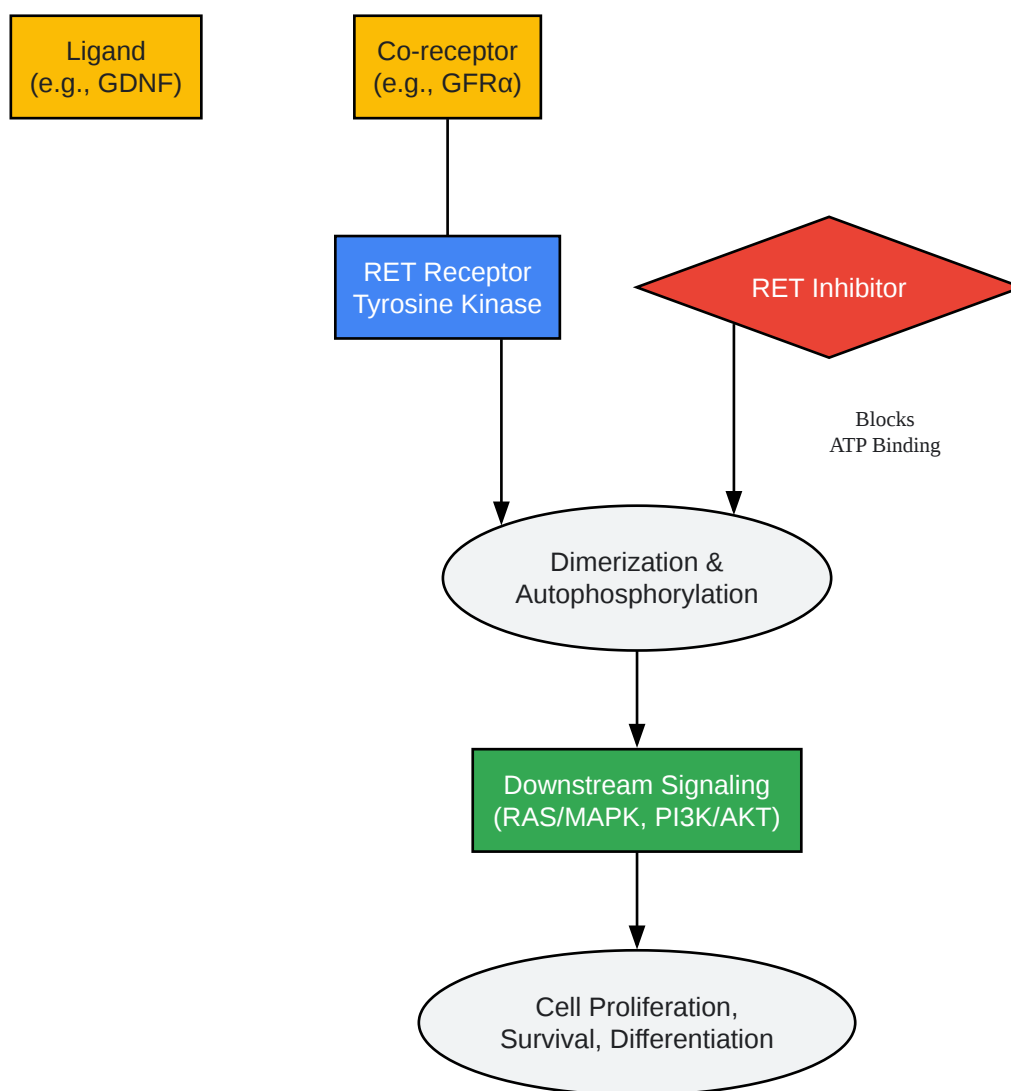 Ligand
(e.g., GDNF)
Co-receptor
(e.g., GFRα)
RET Receptor
Tyrosine Kinase
RET Inhibitor
Blocks
ATP Binding
Dimerization &
Autophosphorylation
Downstream Signaling
(RAS/MAPK, PI3K/AKT)
Cell Proliferation,
Survival, Differentiation